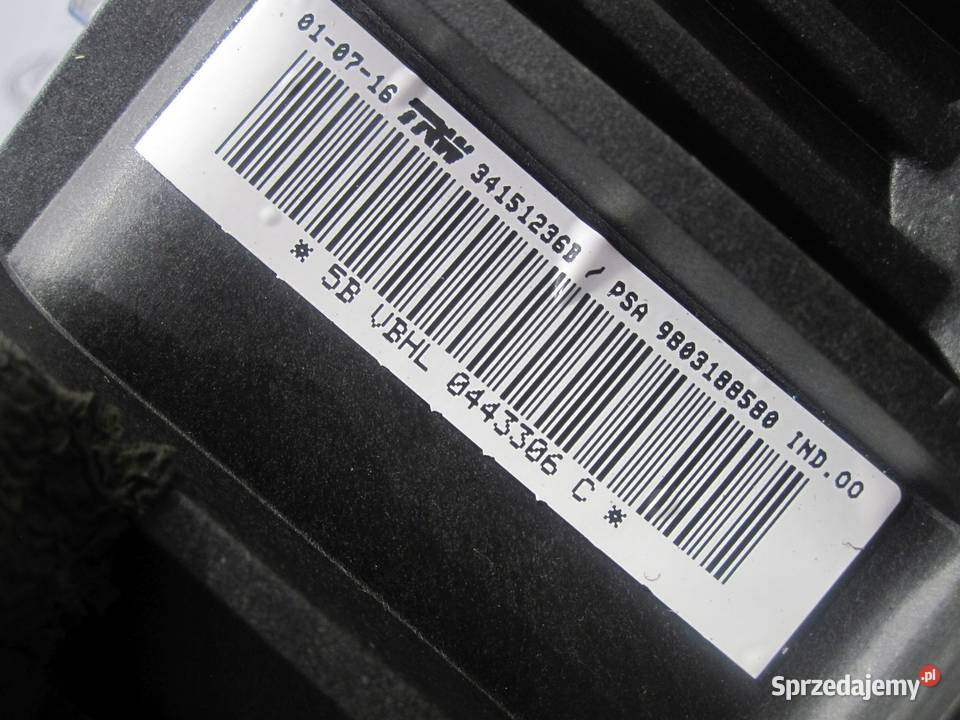 01-07-16 TRW 34151236B / PSA 9803188580 IND.00
* 5B VBHL 0443306 C *
Sprzedajemy.pl